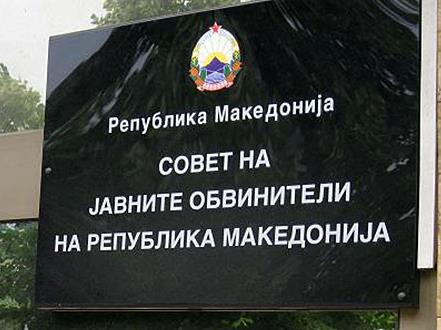 Република Македонија
СОВЕТ НА
ЈАВНИТЕ ОБВИНИТЕЛИ
НА РЕПУБЛИКА МАКЕДОНИЈА